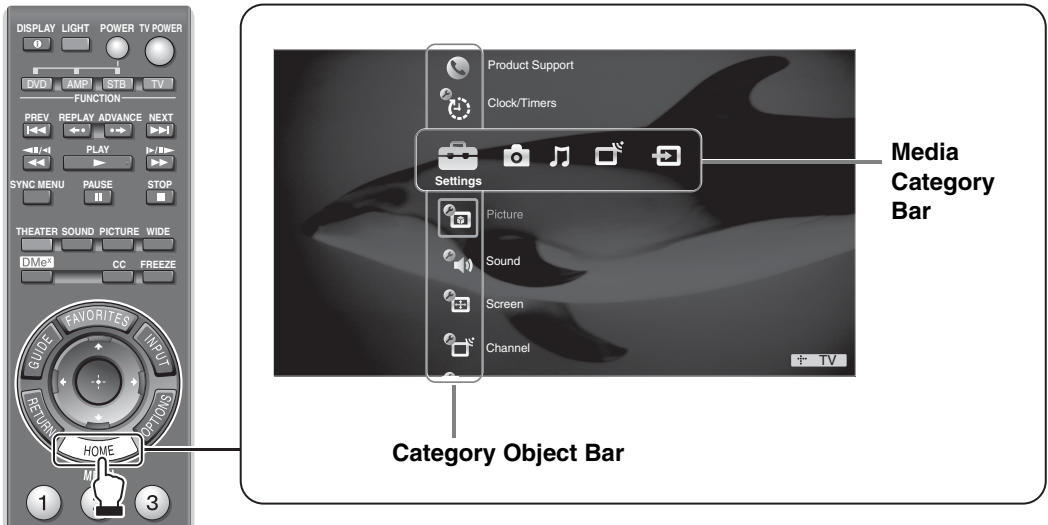 DISPLAY LIGHT POWER TV POWER
DVD AMP STB TV
FUNCTION
PREV REPLAY ADVANCE NEXT
PLAY
SYNC MENU PAUSE STOP
THEATER SOUND PICTURE WIDE
DMex CC FREEZE
GUIDE FAVORITES INPUT
RETURN OPTIONS
HOME
1 3
Product Support
Clock/Timers
Settings
Picture
Sound
Screen
Channel
TV
Media
Category
Bar
Category Object Bar